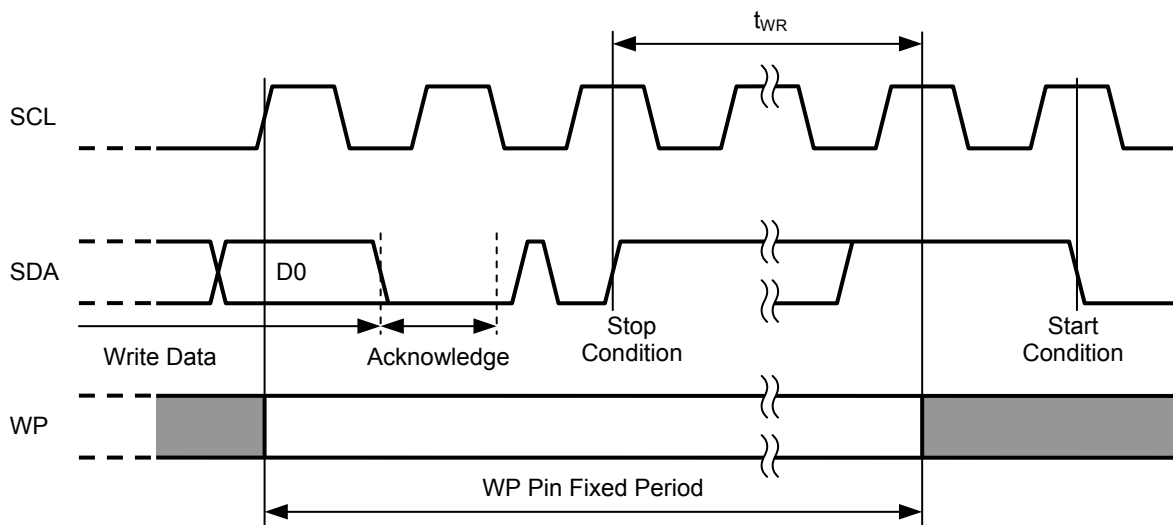 tWR
SCL
SDA
D0
Write Data
Acknowledge
Stop
Condition
Start
Condition
WP
WP Pin Fixed Period